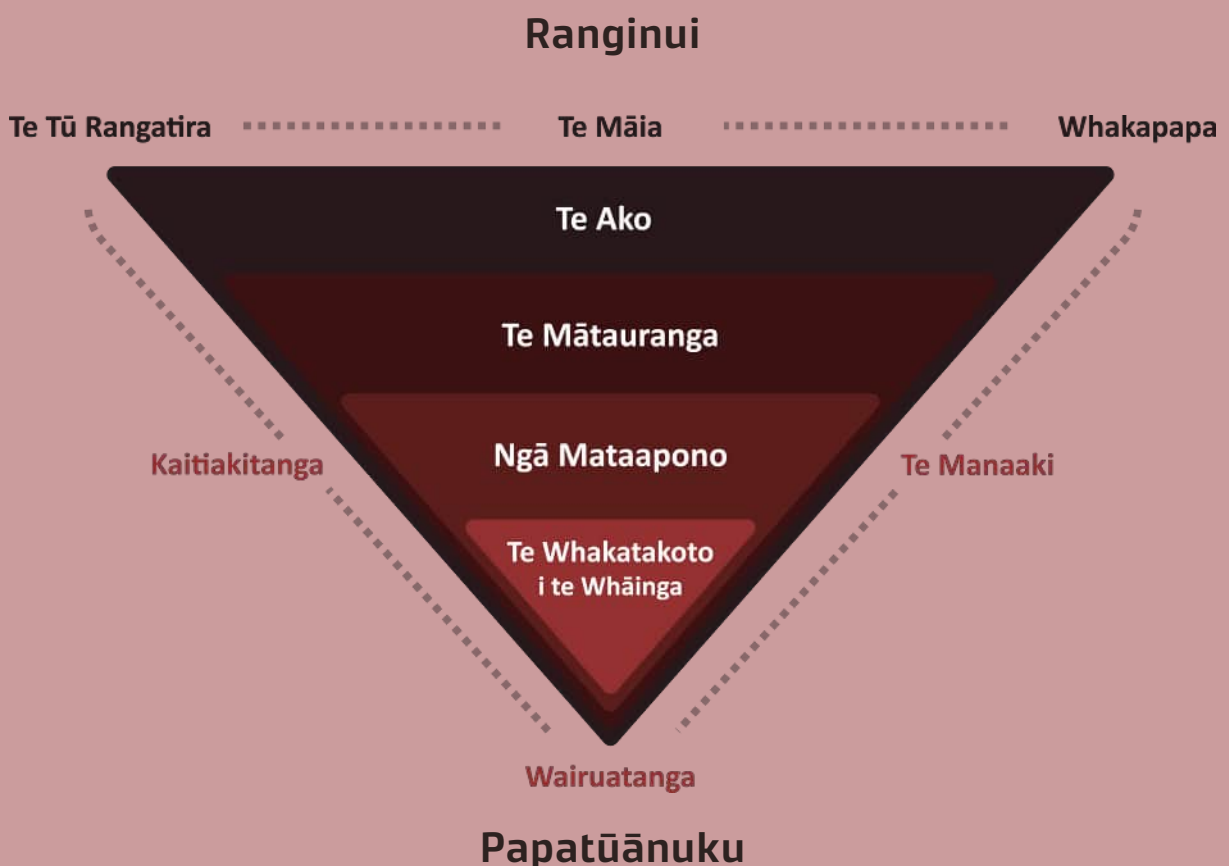 Ranginui
Te Tū Rangatira
Te Māia
Whakapapa
Te Ako
Te Mātauranga
Ngā Mataapono
Kaitiakitanga
Te Manaaki
Te Whakatakoto
i te Whāinga
Wairuatanga
Papatūānuku